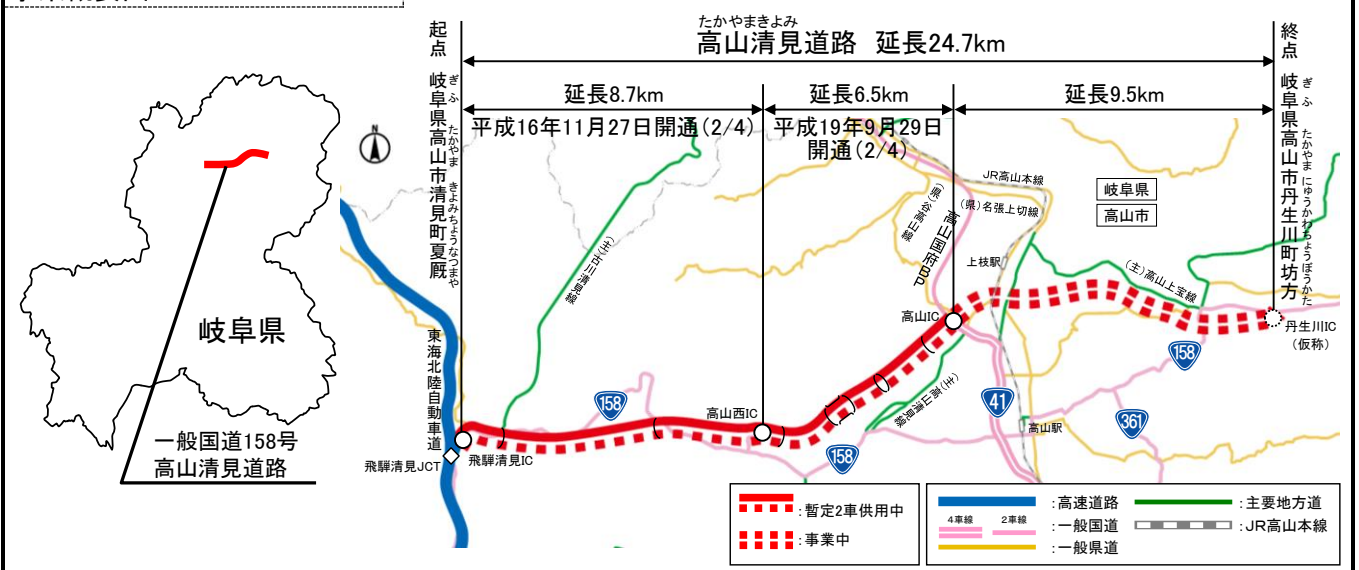 たかやまきよみ
高山清見道路 延長24.7km
起点
岐阜県高山市清見町夏厩
ぎふ たかやま きよみちょうなつまや
終点
岐阜県高山市丹生川町坊方
ぎふ たかやま にゅうかわちょうぼうかた
延長8.7km
延長6.5km
延長9.5km
平成16年11月27日開通(2/4)
平成19年9月29日
開通(2/4)
N
JR高山本線
岐阜県
高山市
(県)谷高山線
(県)名張上切線
高山国府BP
上枝駅
(主)古川清見線
(主)高山上宝線
高山IC
丹生川IC
(仮称)
岐阜県
東海北陸自動車道
158
158
41
361
(主)高山清見線
高山西IC
158
高山駅
一般国道158号
高山清見道路
飛騨清見JCT
飛騨清見IC
:暫定2車供用中
:事業中
:高速道路
4車線 2車線
:一般国道
:一般県道
:主要地方道
:JR高山本線